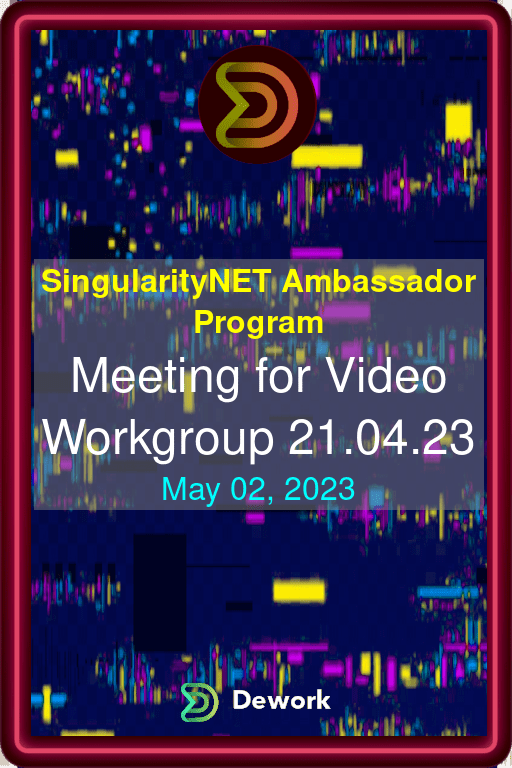 SingularityNET Ambassador
Program
Meeting for Video
Workgroup 21.04.23
May 02, 2023
Dework